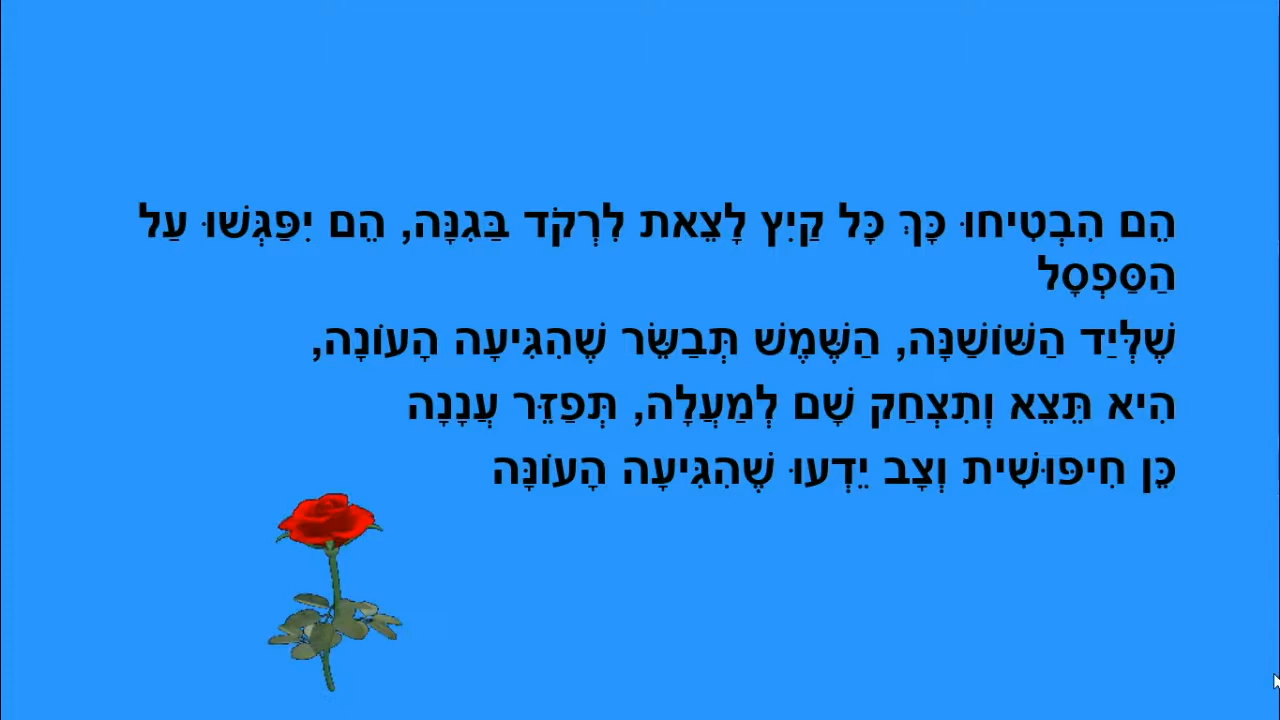 הֵם הִבְטִיחוּ כָּךְ כָּל קַיִץ לָצֵאת לִרְקֹד בַּגִנָּה, הֵם יִפַּגְּשׁוּ עַל
הַסַּפְסָל
שֶׁלְּיַד הַשּׁוֹשַׁנָּה, הַשֶּׁמֶשׁ תְּבַשֵּׂר שֶׁהִגִּיעָה הָעוֹנָה,
הִיא תֵּצֵא וְתִצְחַק שָׁם לְמַעֲלָה, תְּפַזֵּר עֲנָנָה
כֵּן חִיפּוּשִׁית וְצָב יֵדְעוּ שֶׁהִגִּיעָה הָעוֹנָּה